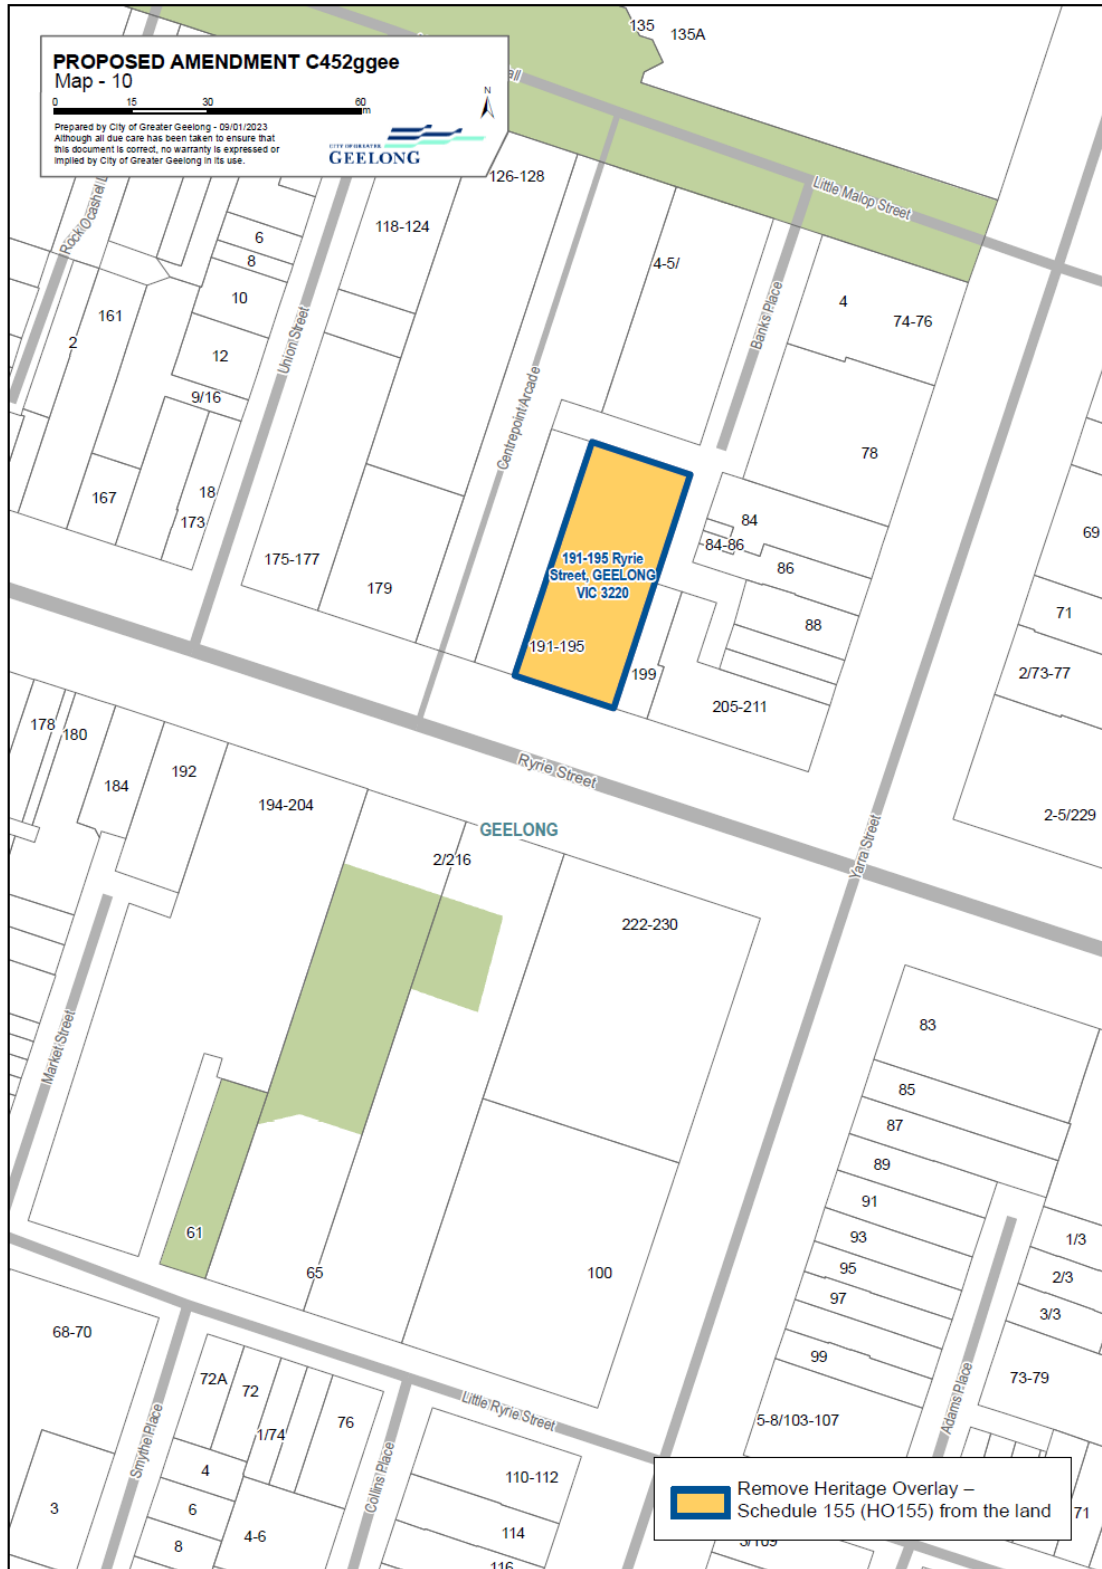 PROPOSED AMENDMENT C452ggee
Map - 10
0 15 30 60
m
N
Prepared by City of Greater Geelong - 09/01/2023
Although all due care has been taken to ensure that
this document is correct, no warranty is expressed or
implied by City of Greater Geelong in its use.
CITY OF GREATER
GEELONG
135
135A
Little Malop Street
126-128
118-124
Rock Ocashel
6
8
10
12
9/16
161
2
167
18
173
Union Street
175-177
179
Centrepoint Arcade
4-5/
Banks Place
4
74-76
78
84
84-86
86
88
69
71
2/73-77
2-5/229
191-195 Ryrie
Street, GEELONG
VIC 3220
191-195
199
205-211
Ryrie Street
Yarra Street
178
180
184
192
194-204
GEELONG
2/216
222-230
Market Street
61
65
100
83
85
87
89
91
93
95
97
99
5-8/103-107
1/3
2/3
3/3
73-79
Adams Place
68-70
Smythe Place
72A
72
1/74
76
4
6
8
3
4-6
Collins Place
Little Ryrie Street
110-112
114
116
71
3/109
Remove Heritage Overlay –
Schedule 155 (HO155) from the land